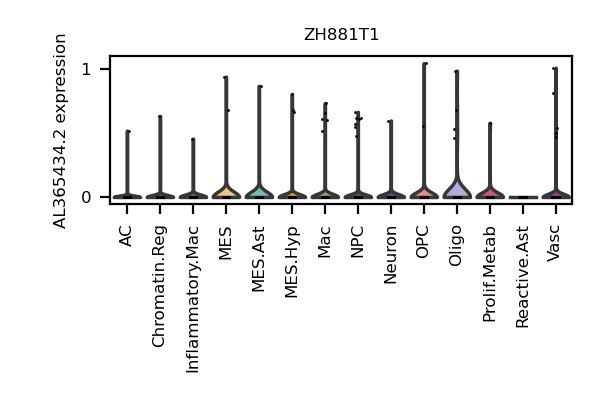 ZH881T1
AL365434.2 expression
1
0
AC
Chromatin.Reg
Inflammatory.Mac
MES
MES.Ast
MES.Hyp
Mac
NPC
Neuron
OPC
Oligo
Prolif.Metab
Reactive.Ast
Vasc